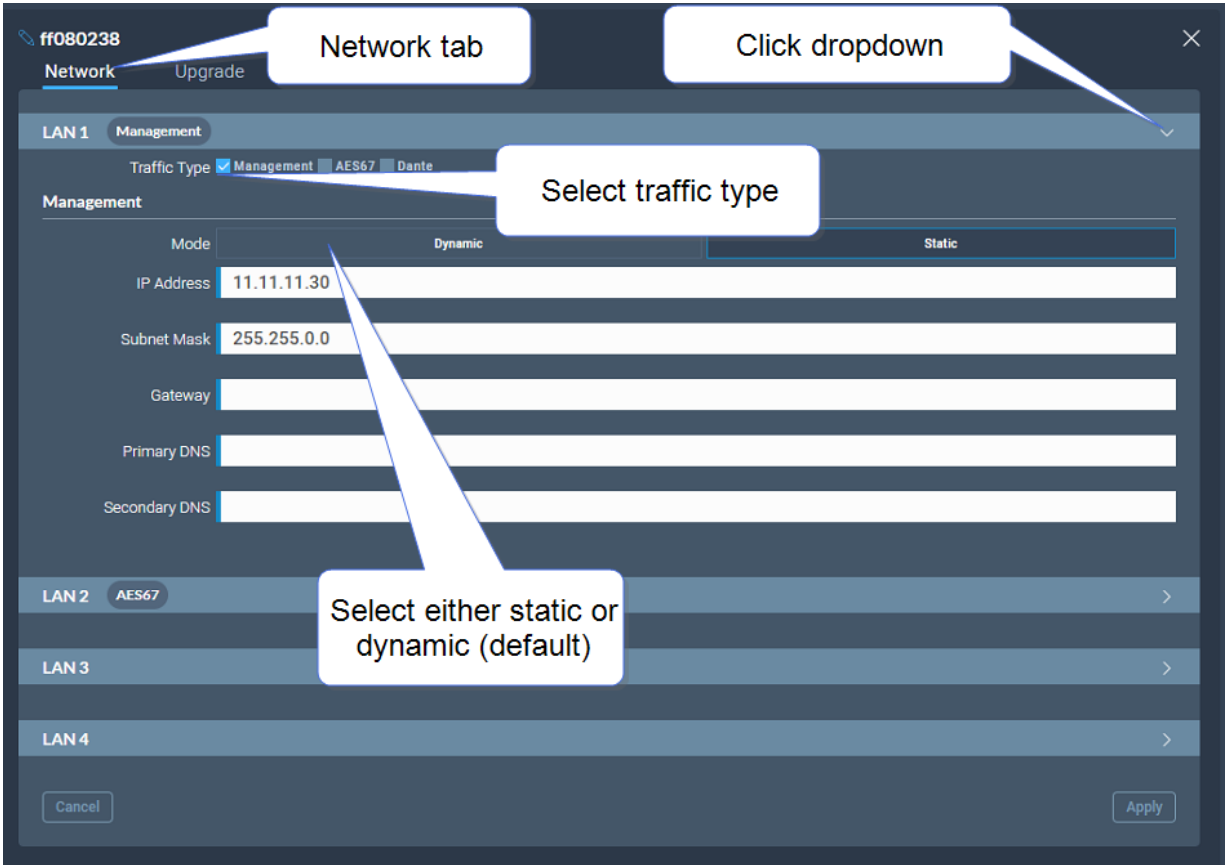 ff080238
Network tab
Click dropdown
Network Upgrade
LAN 1 Management
Traffic Type Management AES67 Dante
Select traffic type
Management
Mode Dynamic Static
IP Address 11.11.11.30
Subnet Mask 255.255.0.0
Gateway
Primary DNS
Secondary DNS
LAN 2 AES67
Select either static or
dynamic (default)
LAN 3
LAN 4
Cancel Apply